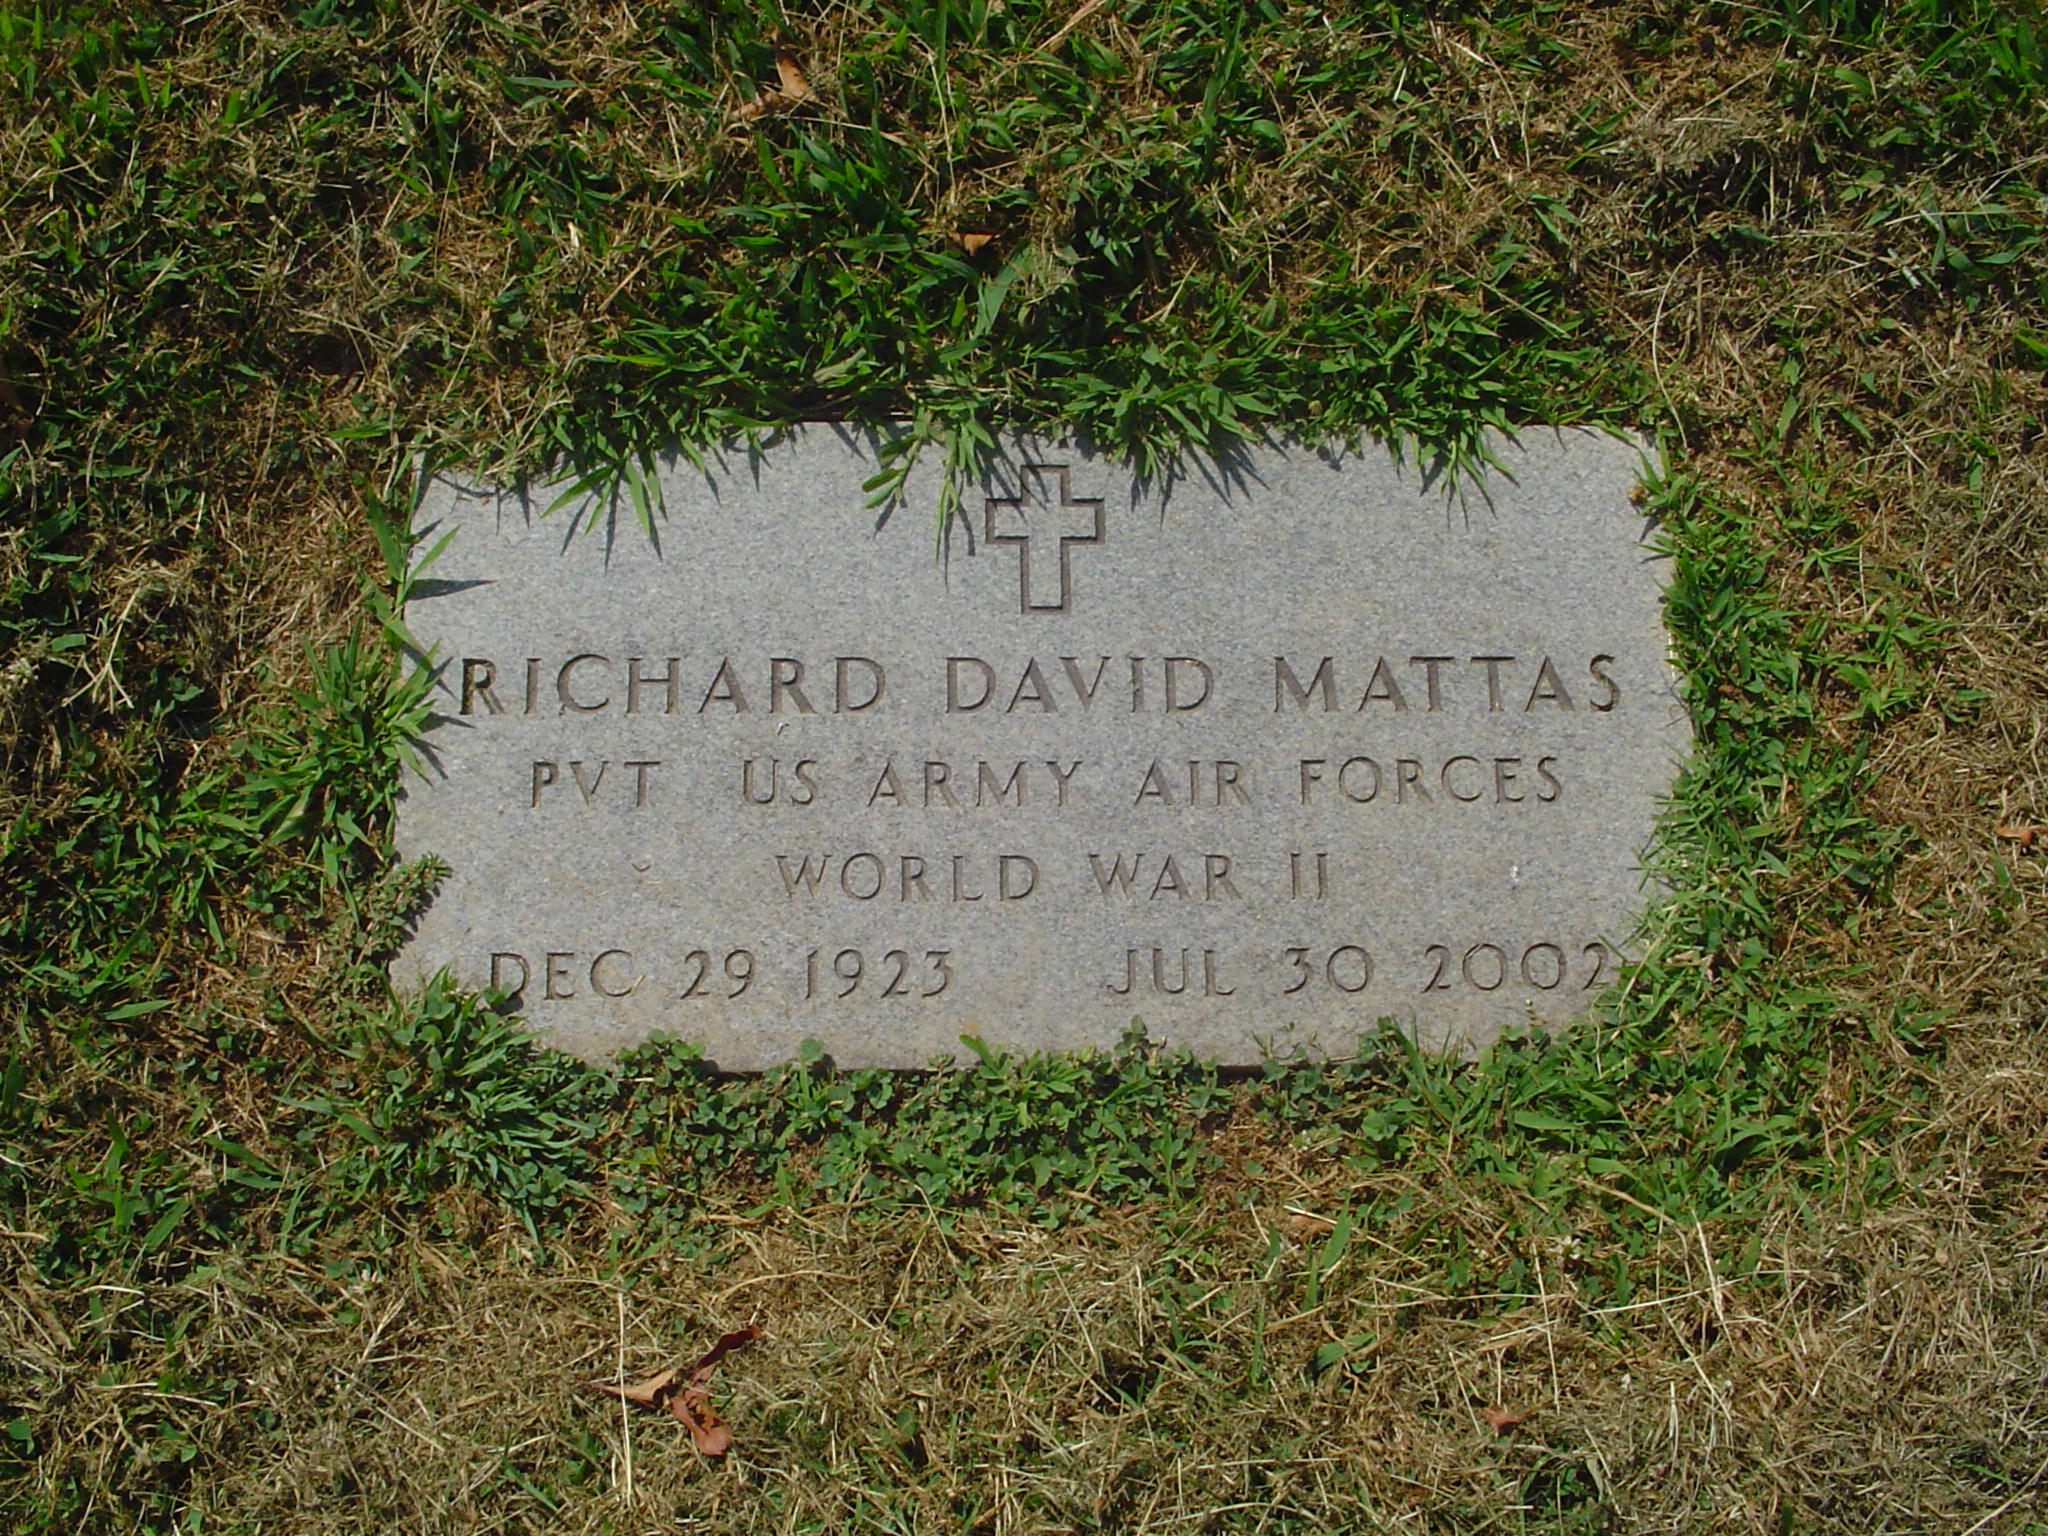 RICHARD DAVID MATTAS
PVT US ARMY AIR FORCES
WORLD WAR II
DEC 29 1923 JUL 30 2002